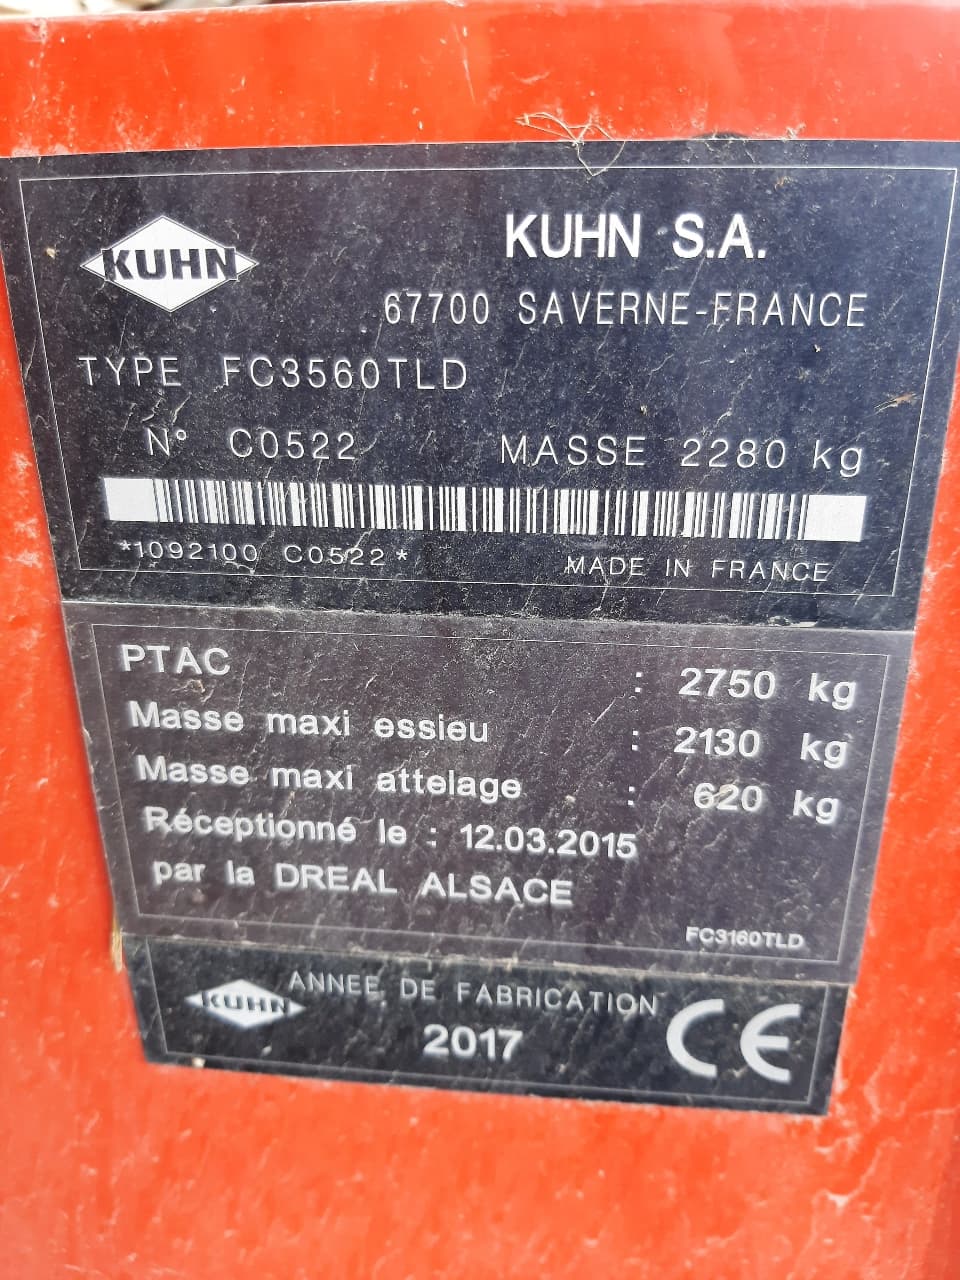 KUHN
KUHN S.A.
67700 SAVERNE-FRANCE
TYPE FC3560TLD
N° C0522 MASSE 2280 kg
*1092100 C0522*
MADE IN FRANCE
PTAC : 2750 kg
Masse maxi essieu : 2130 kg
Masse maxi attelage : 620 kg
Réceptionné le : 12.03.2015
par la DREAL ALSACE
FC3160TLD
KUHN
ANNEE DE FABRICATION
2017
CE